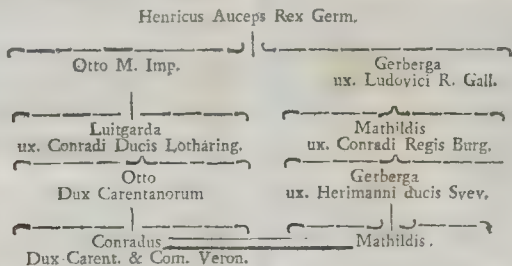 Henricus Auceps Rex Germ.
Otto M. Imp.
Gerberga
ux. Ludovici R. Gall.
Luitgarda
ux. Conradi Ducis Lotharing.
Mathildis
ux. Conradi Regis Burg.
Otto
Dux Carentanorum
Gerberga
ux. Herimanni ducis Svev.
Conradus
Dux Carent. & Com. Veron.
Mathildis.